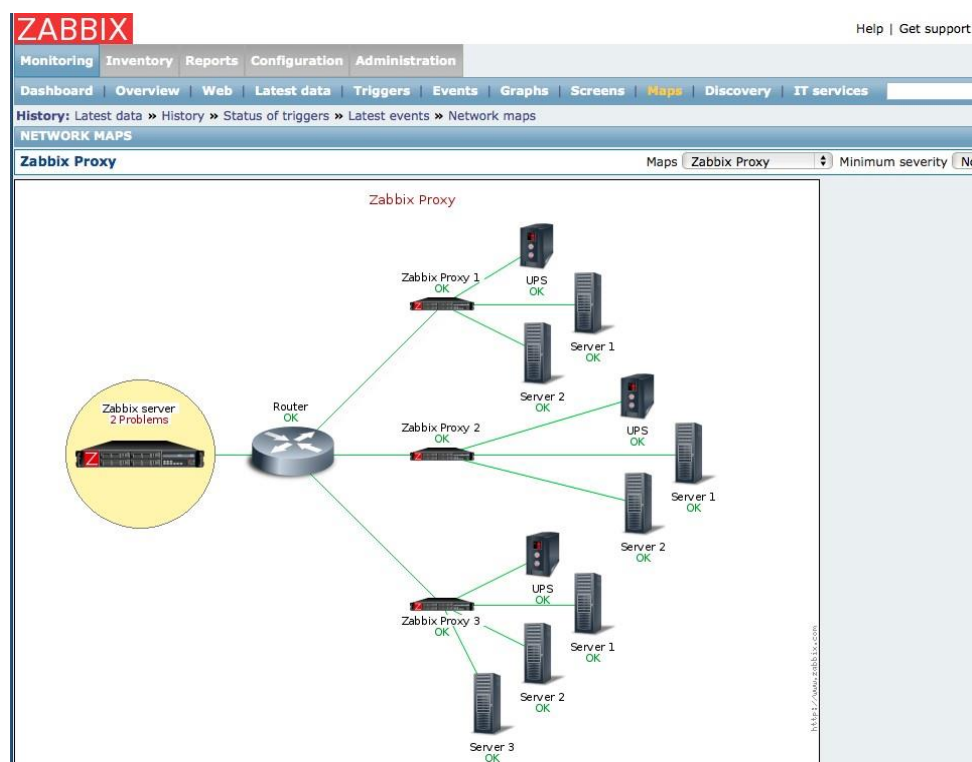 ZABBIX
Help | Get support
Monitoring Inventory Reports Configuration Administration
Dashboard | Overview | Web | Latest data | Triggers | Events | Graphs | Screens | Maps | Discovery | IT services
History: Latest data » History » Status of triggers » Latest events » Network maps
NETWORK MAPS
Zabbix Proxy
Maps Zabbix Proxy Minimum severity
Zabbix Proxy
Zabbix Proxy 1
OK
UPS
OK
Server 1
OK
Server 2
OK
Zabbix server
2 Problems
Z
Router
OK
Zabbix Proxy 2
OK
UPS
OK
Server 1
OK
Server 2
OK
UPS
OK
Zabbix Proxy 3
OK
Server 1
OK
Server 2
OK
Server 3
OK
http://www.zabbix.com